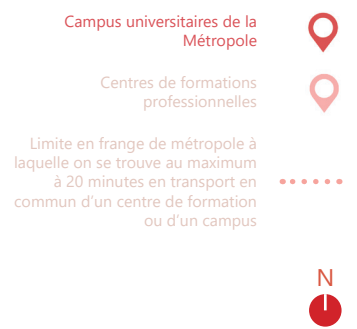 Campus universitaires de la
Métropole
Centres de formations
professionnelles
Limite en frange de métropole à
laquelle on se trouve au maximum
à 20 minutes en transport en
commun d'un centre de formation
ou d'un campus
N